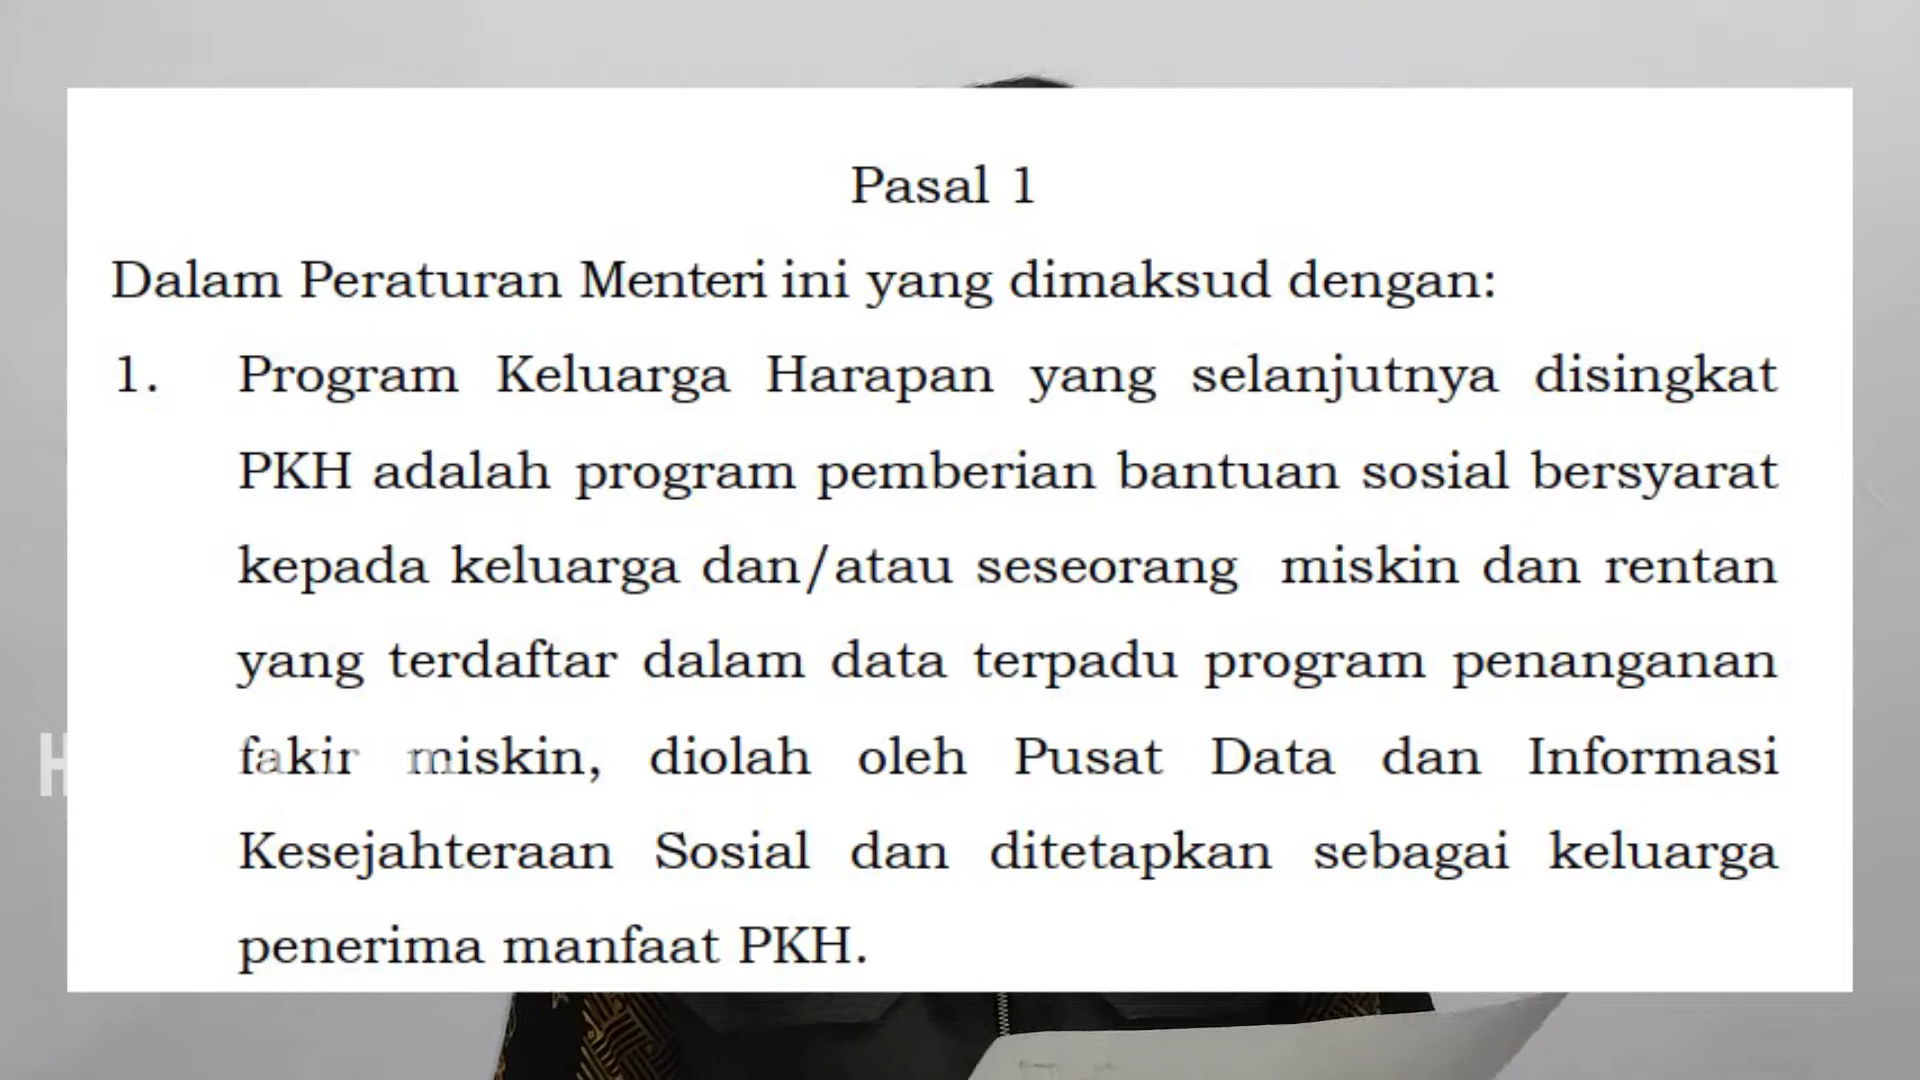 Pasal 1
Dalam Peraturan Menteri ini yang dimaksud dengan:
1. Program Keluarga Harapan yang selanjutnya disingkat
PKH adalah program pemberian bantuan sosial bersyarat
kepada keluarga dan/atau seseorang miskin dan rentan
yang terdaftar dalam data terpadu program penanganan
fakir miskin, diolah oleh Pusat Data dan Informasi
Kesejahteraan Sosial dan ditetapkan sebagai keluarga
penerima manfaat PKH.